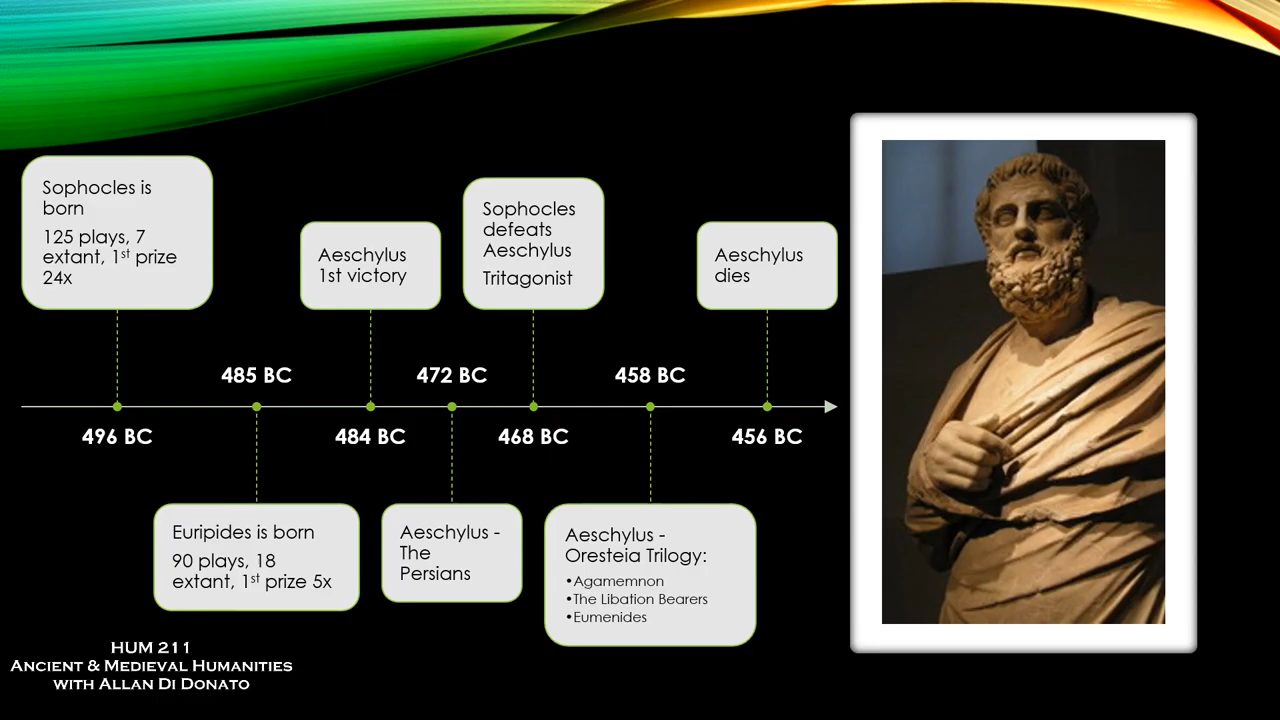 Sophocles is
born
125 plays, 7
extant, 1st prize
24x
Aeschylus
1st victory
Sophocles
defeats
Aeschylus
Tritagonist
Aeschylus
dies
485 BC
472 BC
458 BC
496 BC
484 BC
468 BC
456 BC
Euripides is born
90 plays, 18
extant, 1st prize 5x
Aeschylus -
The
Persians
Aeschylus -
Oresteia Trilogy:
•Agamemnon
•The Libation Bearers
•Eumenides
HUM 211
Ancient & Medieval Humanities
with Allan Di Donato